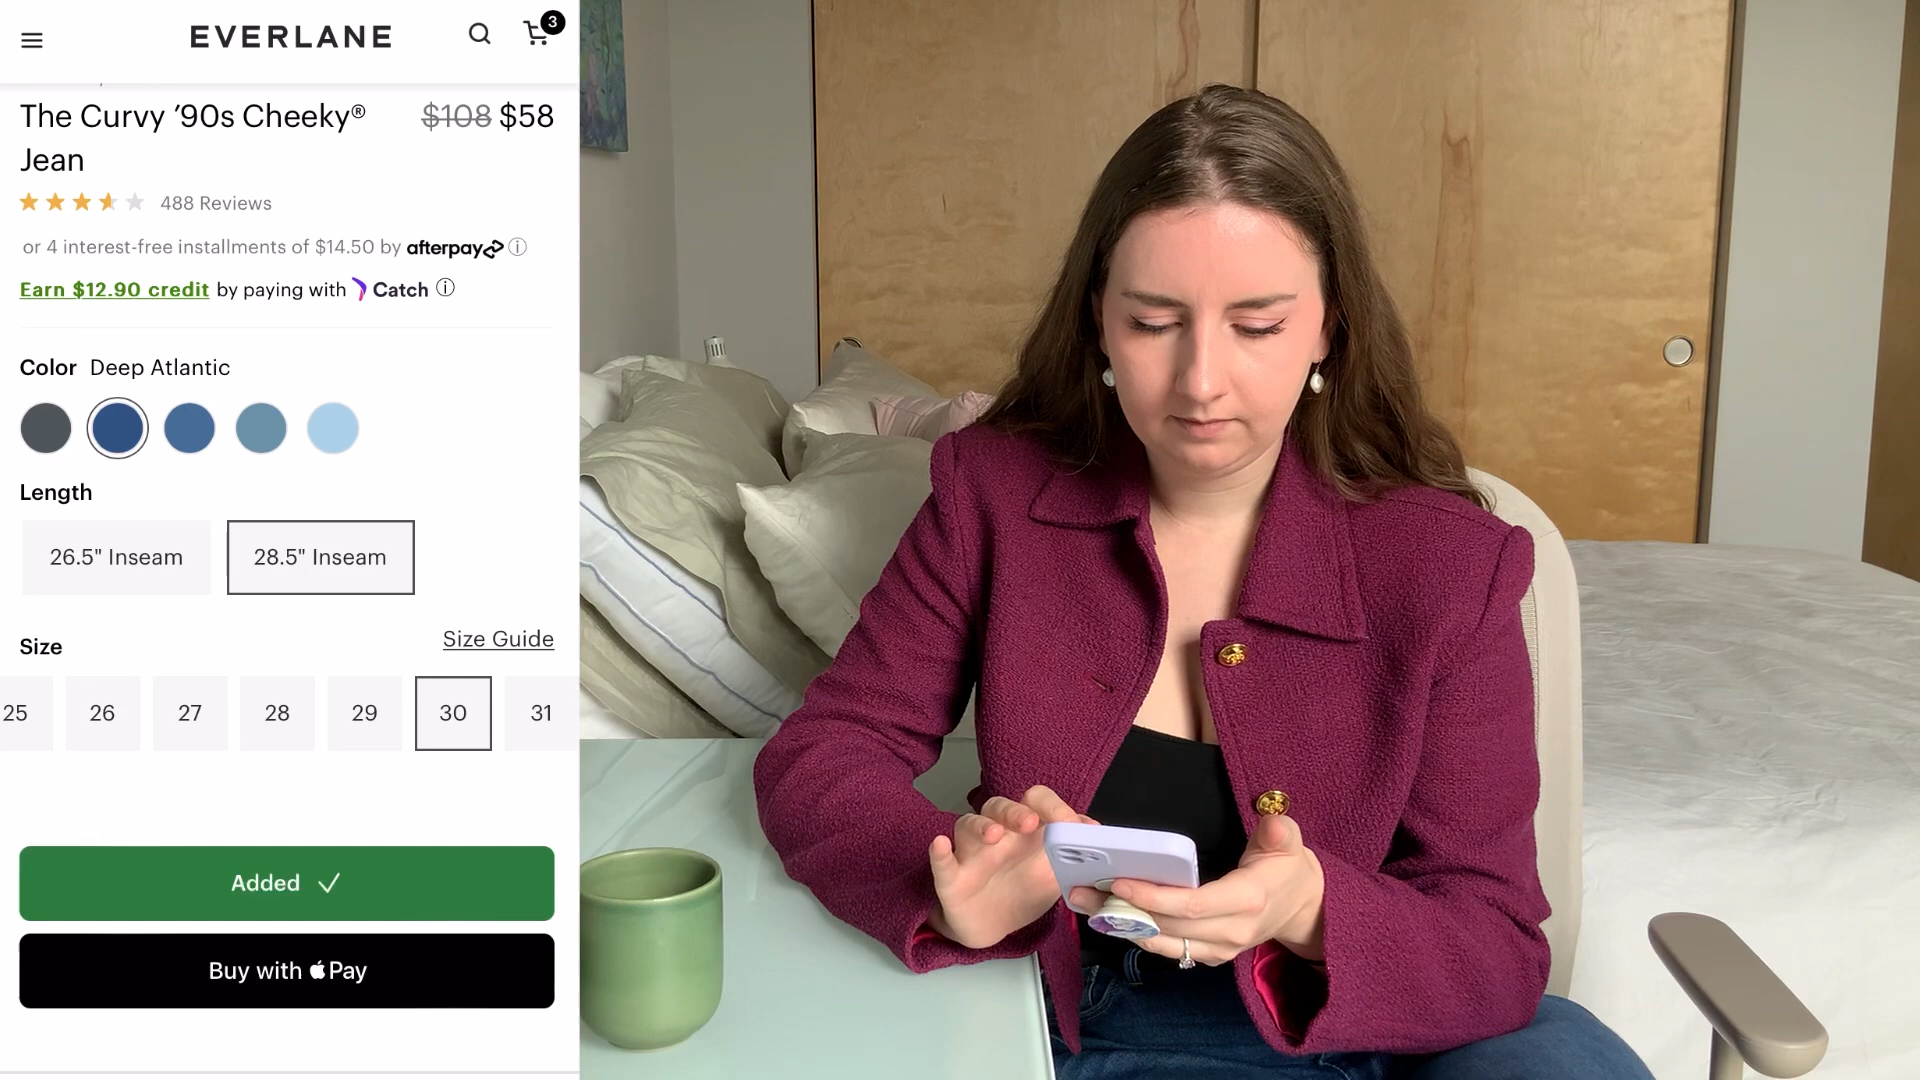 EVERLANE
3
The Curvy ’90s Cheeky®
Jean
$108 $58
488 Reviews
or 4 interest-free installments of $14.50 by afterpay
Earn $12.90 credit by paying with Catch
Color Deep Atlantic
Length
26.5" Inseam
28.5" Inseam
Size
Size Guide
25 26 27 28 29 30 31
Added
Buy with Pay